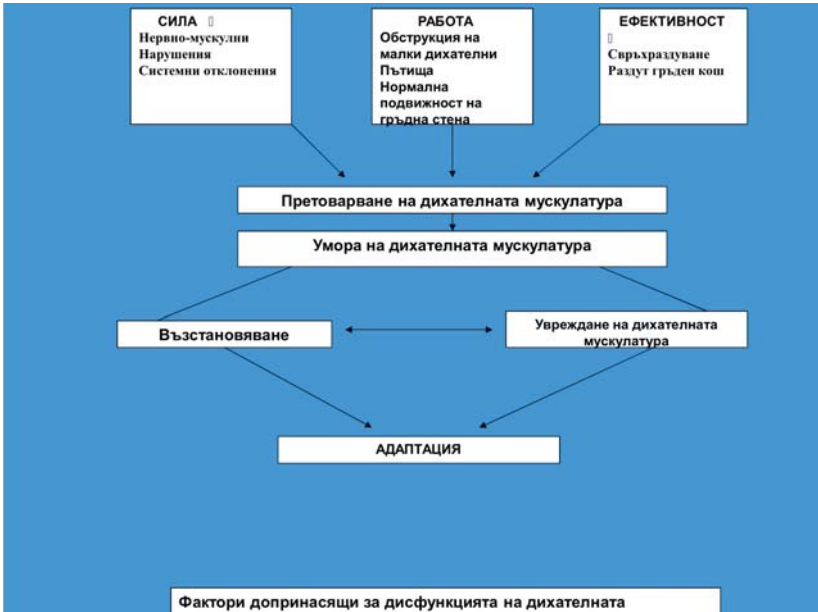 СИЛА
Нервно-мускулни
Нарушения
Системни отклонения
РАБОТА
Обструкция на
малки дихателни
Пътища
Нормална
подвижност на
гръдна стена
ЕФЕКТИВНОСТ
Свръхраздуване
Раздут гръден кош
Претоварване на дихателната мускулатура
Умора на дихателната мускулатура
Възстановяване
Увреждане на дихателната
мускулатура
АДАПТАЦИЯ
Фактори допринасящи за дисфункцията на дихателната